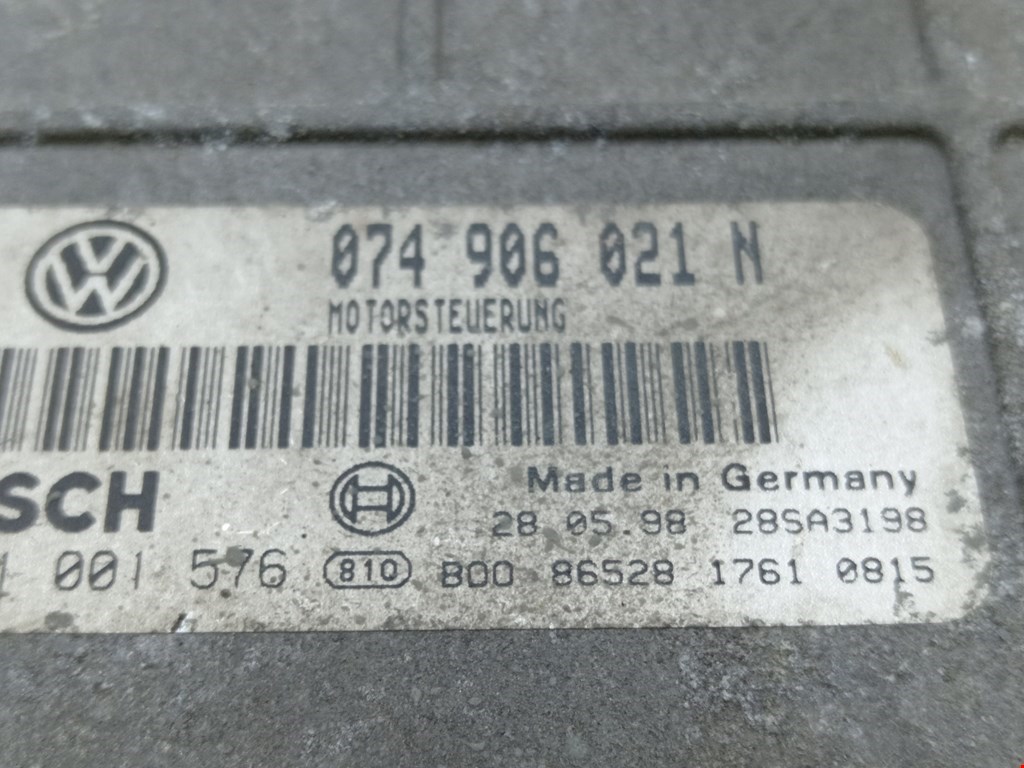 074 906 021 N
MOTORSTEUERUNG
SCH
Made in Germany
28 05.98 28SA3198
1 001 576 810 B00 86528 1761 0815